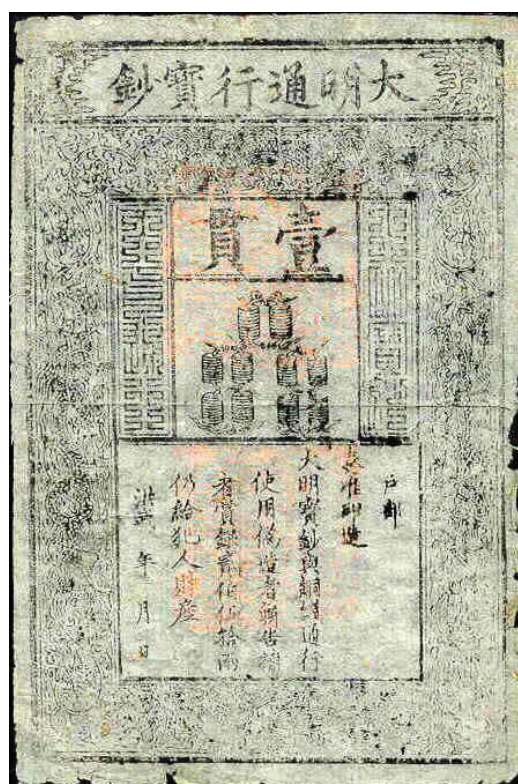 大明通行寶鈔
壹貫
戶部
奏准印造
大明寶鈔與銅錢通行
使用偽造者斬告捕
者賞銀貳佰伍拾兩
仍給犯人財產
洪武 年 月 日